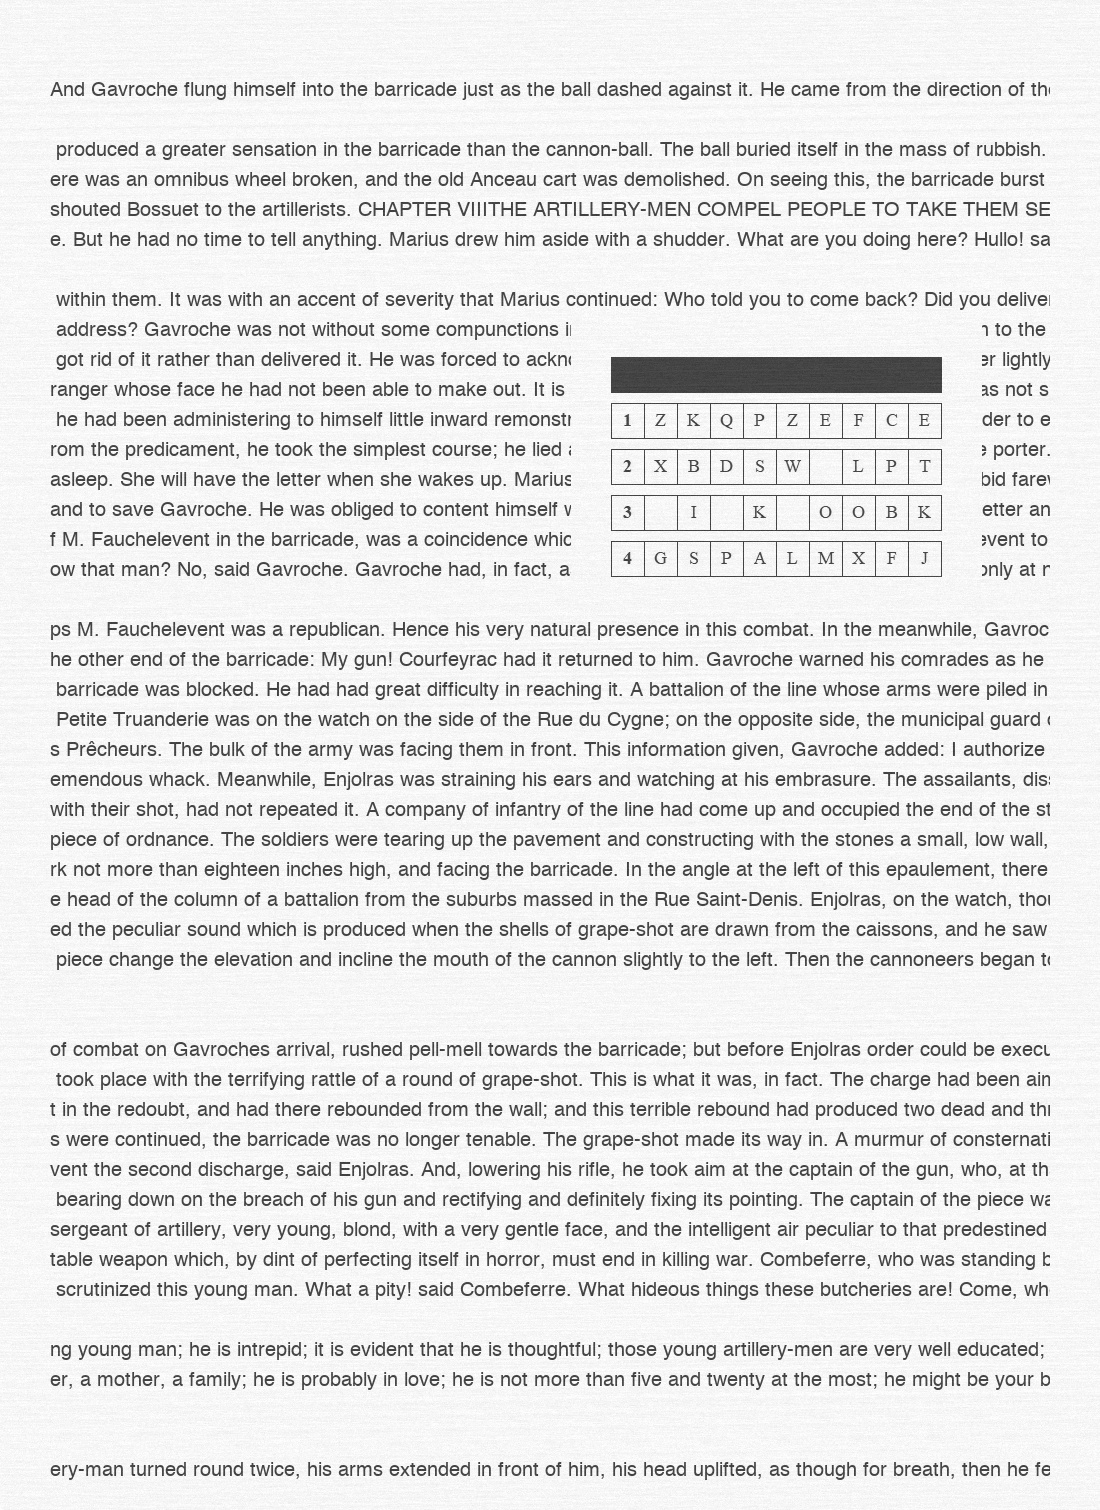 And Gavroche flung himself into the barricade just as the ball dashed against it. He came from the direction of the
produced a greater sensation in the barricade than the cannon-ball. The ball buried itself in the mass of rubbish.
ere was an omnibus wheel broken, and the old Anceau cart was demolished. On seeing this, the barricade burst
shouted Bossuet to the artillerists. CHAPTER VIIITHE ARTILLERY-MEN COMPEL PEOPLE TO TAKE THEM SE
e. But he had no time to tell anything. Marius drew him aside with a shudder. What are you doing here? Hullo! sa
within them. It was with an accent of severity that Marius continued: Who told you to come back? Did you deliver
address? Gavroche was not without some compunctions i n to the
got rid of it rather than delivered it. He was forced to ackno er lightly
ranger whose face he had not been able to make out. It is as not s
he had been administering to himself little inward remonstr der to e
rom the predicament, he took the simplest course; he lied a e porter.
asleep. She will have the letter when she wakes up. Marius bid farew
and to save Gavroche. He was obliged to content himself w etter an
f M. Fauchelevent in the barricade, was a coincidence whic event to
ow that man? No, said Gavroche. Gavroche had, in fact, a only at n
1 Z K Q P Z E F C E
2 X B D S W L P T
3 I K O O B K
4 G S P A L M X F J
ps M. Fauchelevent was a republican. Hence his very natural presence in this combat. In the meanwhile, Gavroc
he other end of the barricade: My gun! Courfeyrac had it returned to him. Gavroche warned his comrades as he
barricade was blocked. He had had great difficulty in reaching it. A battalion of the line whose arms were piled in
Petite Truanderie was on the watch on the side of the Rue du Cygne; on the opposite side, the municipal guard o
s Prêcheurs. The bulk of the army was facing them in front. This information given, Gavroche added: I authorize
emendous whack. Meanwhile, Enjolras was straining his ears and watching at his embrasure. The assailants, diss
with their shot, had not repeated it. A company of infantry of the line had come up and occupied the end of the st
piece of ordnance. The soldiers were tearing up the pavement and constructing with the stones a small, low wall,
rk not more than eighteen inches high, and facing the barricade. In the angle at the left of this epaulement, there
e head of the column of a battalion from the suburbs massed in the Rue Saint-Denis. Enjolras, on the watch, thou
ed the peculiar sound which is produced when the shells of grape-shot are drawn from the caissons, and he saw
piece change the elevation and incline the mouth of the cannon slightly to the left. Then the cannoneers began to
of combat on Gavroches arrival, rushed pell-mell towards the barricade; but before Enjolras order could be execu
took place with the terrifying rattle of a round of grape-shot. This is what it was, in fact. The charge had been aim
t in the redoubt, and had there rebounded from the wall; and this terrible rebound had produced two dead and thr
s were continued, the barricade was no longer tenable. The grape-shot made its way in. A murmur of consternati
vent the second discharge, said Enjolras. And, lowering his rifle, he took aim at the captain of the gun, who, at th
bearing down on the breach of his gun and rectifying and definitely fixing its pointing. The captain of the piece wa
sergeant of artillery, very young, blond, with a very gentle face, and the intelligent air peculiar to that predestined
table weapon which, by dint of perfecting itself in horror, must end in killing war. Combeferre, who was standing b
scrutinized this young man. What a pity! said Combeferre. What hideous things these butcheries are! Come, wh
ng young man; he is intrepid; it is evident that he is thoughtful; those young artillery-men are very well educated;
er, a mother, a family; he is probably in love; he is not more than five and twenty at the most; he might be your b
ery-man turned round twice, his arms extended in front of him, his head uplifted, as though for breath, then he fe